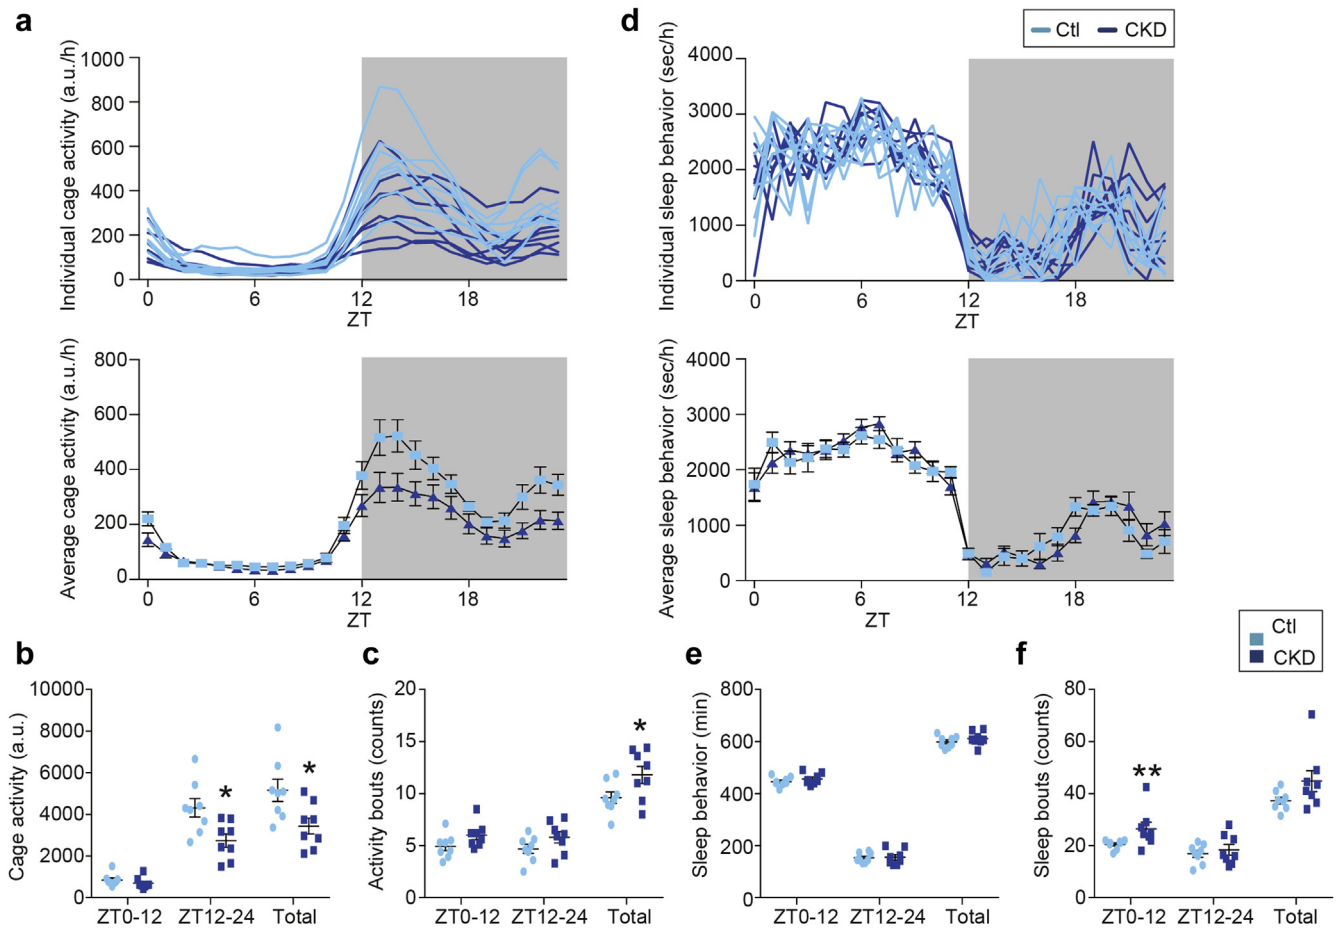 a
Individual cage activity (a.u./h)
1000
800
600
400
200
0
0 6 12 18
ZT
Average cage activity (a.u./h)
800
600
400
200
0
0 6 12 18
ZT
d
Ctl CKD
Individual sleep behavior (sec/h)
4000
3000
2000
1000
0
0 6 12 18
ZT
Average sleep behavior (sec/h)
4000
3000
2000
1000
0
0 6 12 18
ZT
Ctl
CKD
b
Cage activity (a.u.)
10000
8000
6000
4000
2000
0
* *
ZT0-12 ZT12-24 Total
c
Activity bouts (counts)
20
15
10
5
0
*
ZT0-12 ZT12-24 Total
e
Sleep behavior (min)
800
600
400
200
0
ZT0-12 ZT12-24 Total
f
Sleep bouts (counts)
80
60
40
20
0
**
ZT0-12 ZT12-24 Total